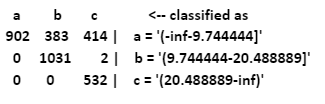 a b c <-- classified as
902 383 414 | a = '(-inf-9.744444]'
0 1031 2 | b = '(9.744444-20.488889]'
0 0 532 | c = '(20.488889-inf)'